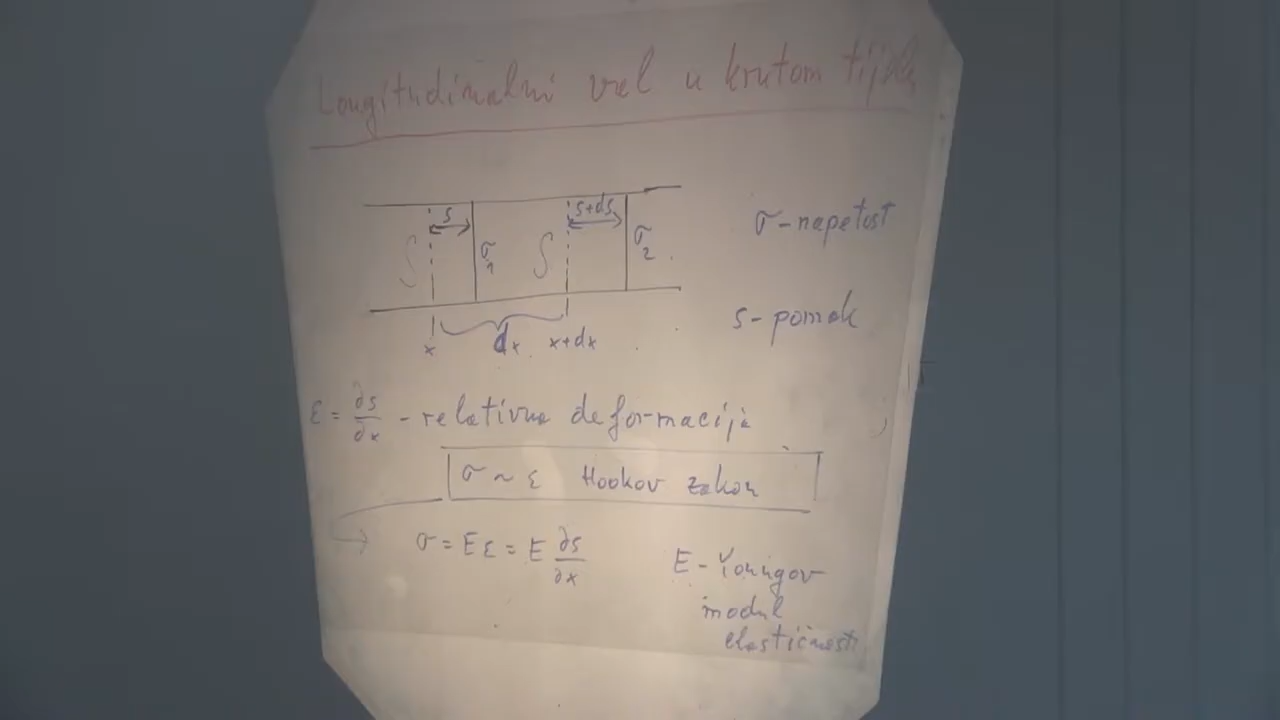 Longitudinalni val u krutom tijelu
s s+ds
S σ₁ S σ₂
σ - napetost
s - pomak
x dx x+dx
ε = ∂s/∂x - relativna deformacija
σ ~ ε Hookov zakon
σ = Eε = E ∂s/∂x
E - Youngov
modul
elastičnosti